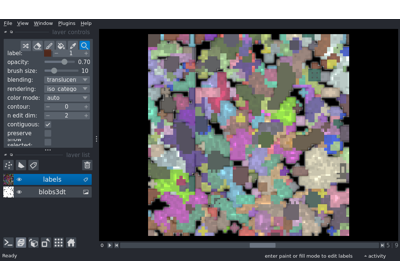 File View Window Plugins Help
layer controls
label: 1
opacity: 0.70
brush size: 10
blending: translucen
rendering: iso_catego
color mode: auto
contour: 0
n edit dim: 2
contiguous:
preserve
selected:
layer list
labels
blobs3dt
Ready
enter paint or fill mode to edit labels
activity